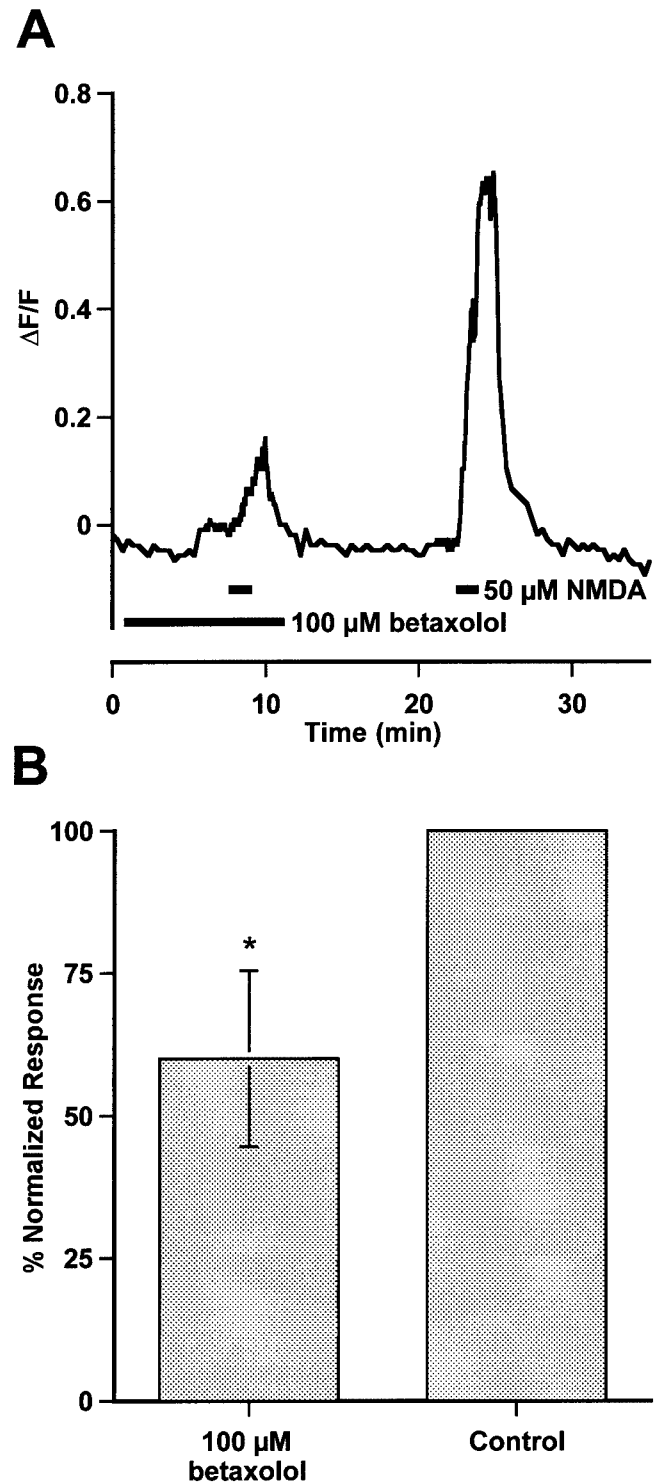 A
0.8
0.6
0.4
0.2
0
ΔF/F
50 µM NMDA
100 µM betaxolol
0 10 20 30
Time (min)
B
100
75
50
25
0
% Normalized Response
*
100 µM
betaxolol
Control